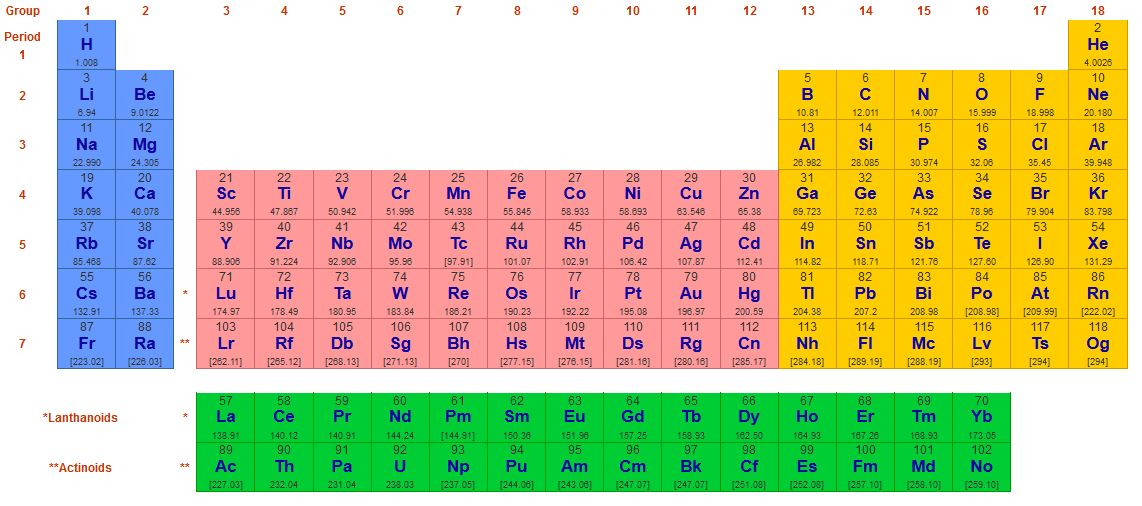 Group 1 2 3 4 5 6 7 8 9 10 11 12 13 14 15 16 17 18
Period
1 2
H He
1
1.008 4.0026
3 4 5 6 7 8 9 10
2 Li Be B C N O F Ne
6.94 9.0122 10.81 12.011 14.007 15.999 18.998 20.180
11 12 13 14 15 16 17 18
3 Na Mg Al Si P S Cl Ar
22.990 24.305 26.982 28.085 30.974 32.06 35.45 39.948
19 20 21 22 23 24 25 26 27 28 29 30 31 32 33 34 35 36
4 K Ca Sc Ti V Cr Mn Fe Co Ni Cu Zn Ga Ge As Se Br Kr
39.098 40.078 44.956 47.867 50.942 51.996 54.938 55.845 58.933 58.693 63.546 65.38 69.723 72.63 74.922 78.96 79.904 83.798
37 38 39 40 41 42 43 44 45 46 47 48 49 50 51 52 53 54
5 Rb Sr Y Zr Nb Mo Tc Ru Rh Pd Ag Cd In Sn Sb Te I Xe
85.468 87.62 88.906 91.224 92.906 95.96 [97.91] 101.07 102.91 106.42 107.87 112.41 114.82 118.71 121.76 127.60 126.90 131.29
55 56 71 72 73 74 75 76 77 78 79 80 81 82 83 84 85 86
6 Cs Ba * Lu Hf Ta W Re Os Ir Pt Au Hg Tl Pb Bi Po At Rn
132.91 137.33 174.97 178.49 180.95 183.84 186.21 190.23 192.22 195.08 196.97 200.59 204.38 207.2 208.98 [208.98] [209.99] [222.02]
87 88 103 104 105 106 107 108 109 110 111 112 113 114 115 116 117 118
7 Fr Ra ** Lr Rf Db Sg Bh Hs Mt Ds Rg Cn Nh Fl Mc Lv Ts Og
[223.02] [226.03] [262.11] [265.12] [268.13] [271.13] [270] [277.15] [276.15] [281.16] [280.16] [285.17] [284.18] [289.19] [288.19] [293] [294] [294]
57 58 59 60 61 62 63 64 65 66 67 68 69 70
*Lanthanoids * La Ce Pr Nd Pm Sm Eu Gd Tb Dy Ho Er Tm Yb
138.91 140.12 140.91 144.24 [144.91] 150.36 151.96 157.25 158.93 162.50 164.93 167.26 168.93 173.05
89 90 91 92 93 94 95 96 97 98 99 100 101 102
**Actinoids ** Ac Th Pa U Np Pu Am Cm Bk Cf Es Fm Md No
[227.03] 232.04 231.04 238.03 [237.05] [244.06] [243.06] [247.07] [247.07] [251.08] [252.08] [257.10] [258.10] [259.10]